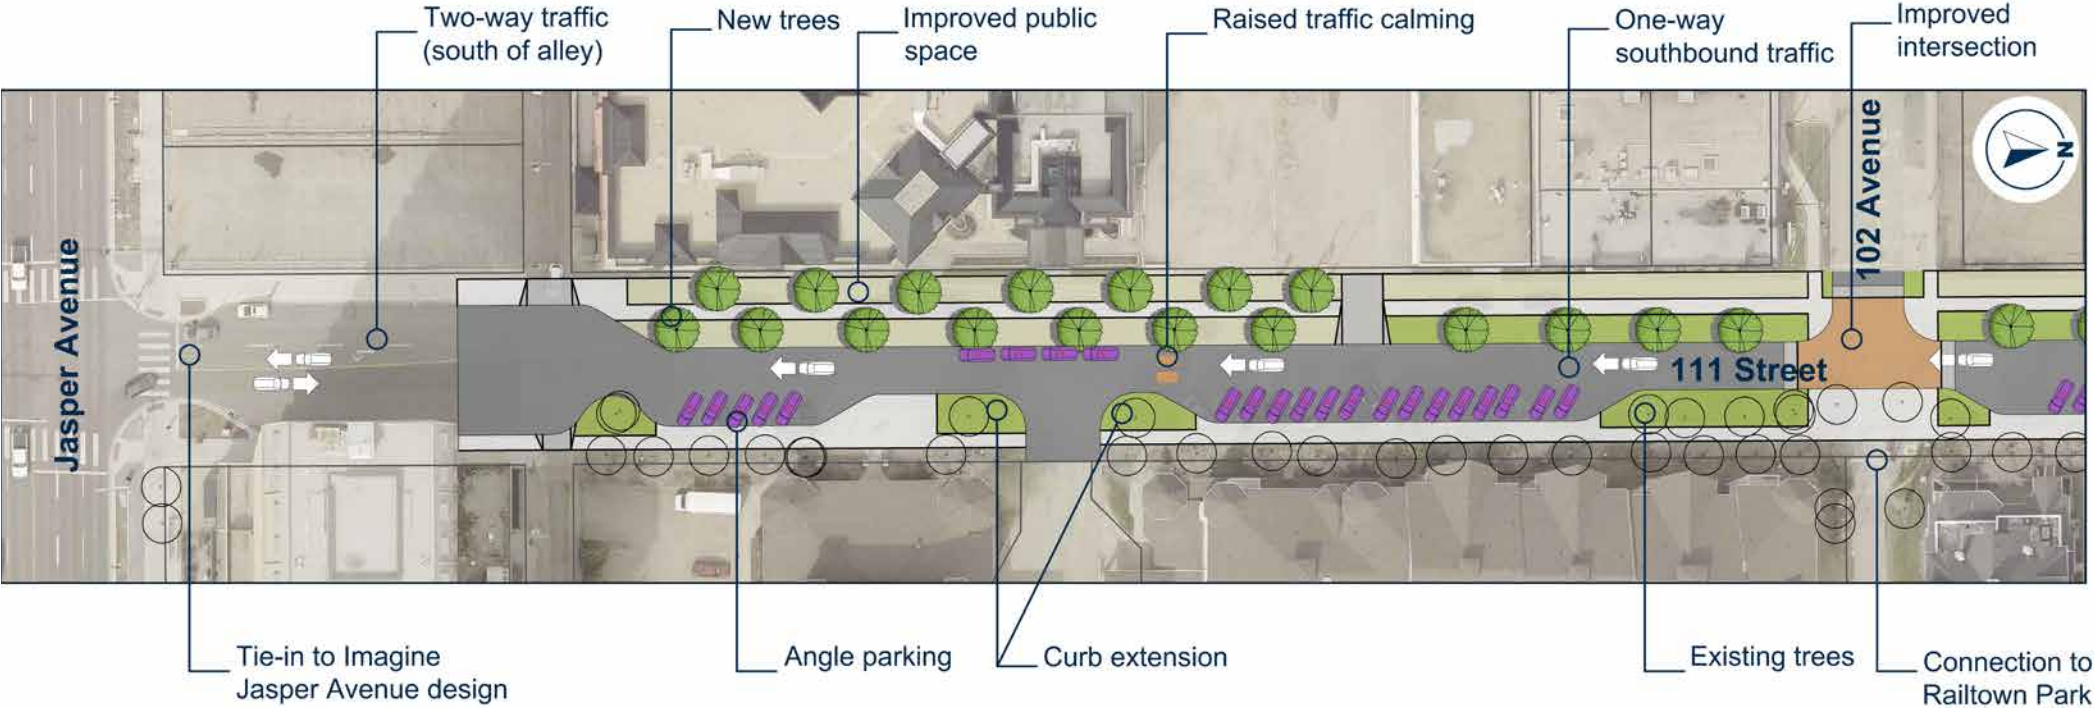 Two-way traffic
(south of alley)
New trees
Improved public
space
Raised traffic calming
One-way
southbound traffic
Improved
intersection
Jasper Avenue
102 Avenue
N
111 Street
Tie-in to Imagine
Jasper Avenue design
Angle parking
Curb extension
Existing trees
Connection to
Railtown Park